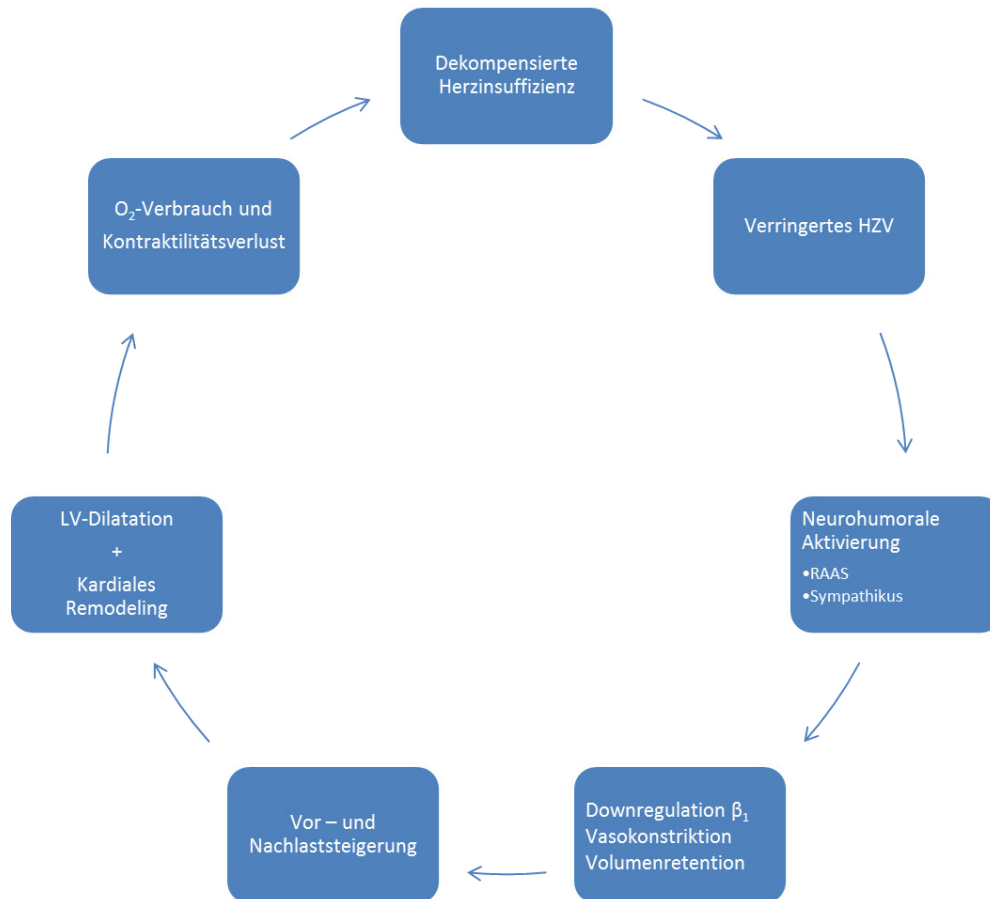 Dekompensierte
Herzinsuffizienz
Verringertes HZV
Neurohumorale
Aktivierung
•RAAS
•Sympathikus
Downregulation β₁
Vasokonstriktion
Volumenretention
Vor – und
Nachlaststeigerung
LV-Dilatation
+
Kardiales
Remodeling
O₂-Verbrauch und
Kontraktilitätsverlust